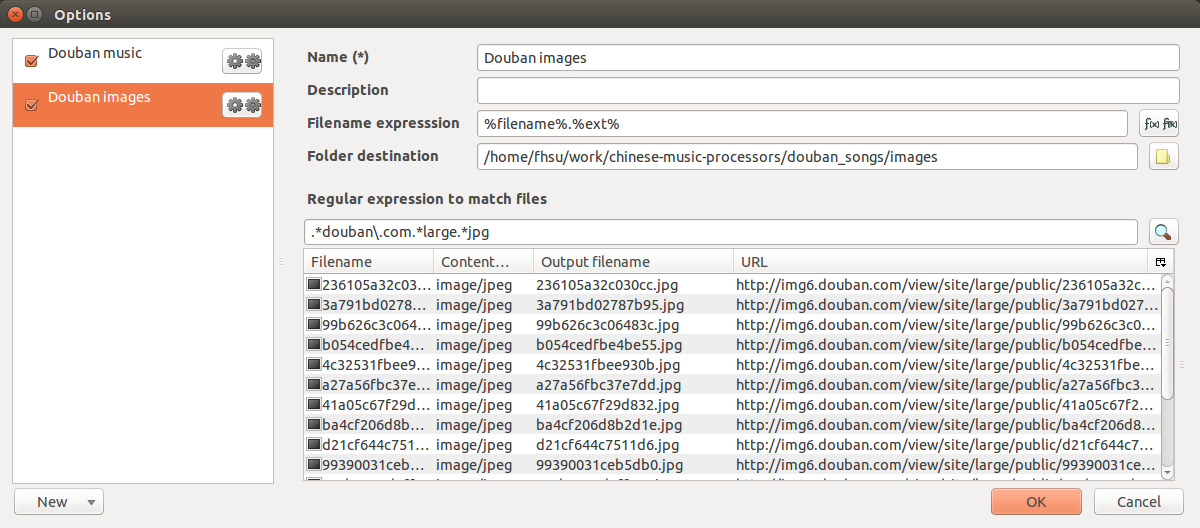 Options
Douban music
Douban images
Name (*)
Douban images
Description
Filename expresssion
%filename%.%ext%
Folder destination
/home/fhsu/work/chinese-music-processors/douban_songs/images
Regular expression to match files
.*douban\.com.*large.*jpg
Filename Content... Output filename URL
236105a32c03... image/jpeg 236105a32c030cc.jpg http://img6.douban.com/view/site/large/public/236105a32c...
3a791bd0278... image/jpeg 3a791bd02787b95.jpg http://img6.douban.com/view/site/large/public/3a791bd027...
99b626c3c064... image/jpeg 99b626c3c06483c.jpg http://img6.douban.com/view/site/large/public/99b626c3c0...
b054cedfbe4... image/jpeg b054cedfbe4be55.jpg http://img6.douban.com/view/site/large/public/b054cedfbe...
4c32531fbee9... image/jpeg 4c32531fbee930b.jpg http://img6.douban.com/view/site/large/public/4c32531fbe...
a27a56fbc37e... image/jpeg a27a56fbc37e7dd.jpg http://img6.douban.com/view/site/large/public/a27a56fbc3...
41a05c67f29d... image/jpeg 41a05c67f29d832.jpg http://img6.douban.com/view/site/large/public/41a05c67f2...
ba4cf206d8b... image/jpeg ba4cf206d8b2d1e.jpg http://img6.douban.com/view/site/large/public/ba4cf206d8...
d21cf644c751... image/jpeg d21cf644c7511d6.jpg http://img6.douban.com/view/site/large/public/d21cf644c7...
99390031ceb... image/jpeg 99390031ceb5db0.jpg http://img6.douban.com/view/site/large/public/99390031ce...
New
OK
Cancel